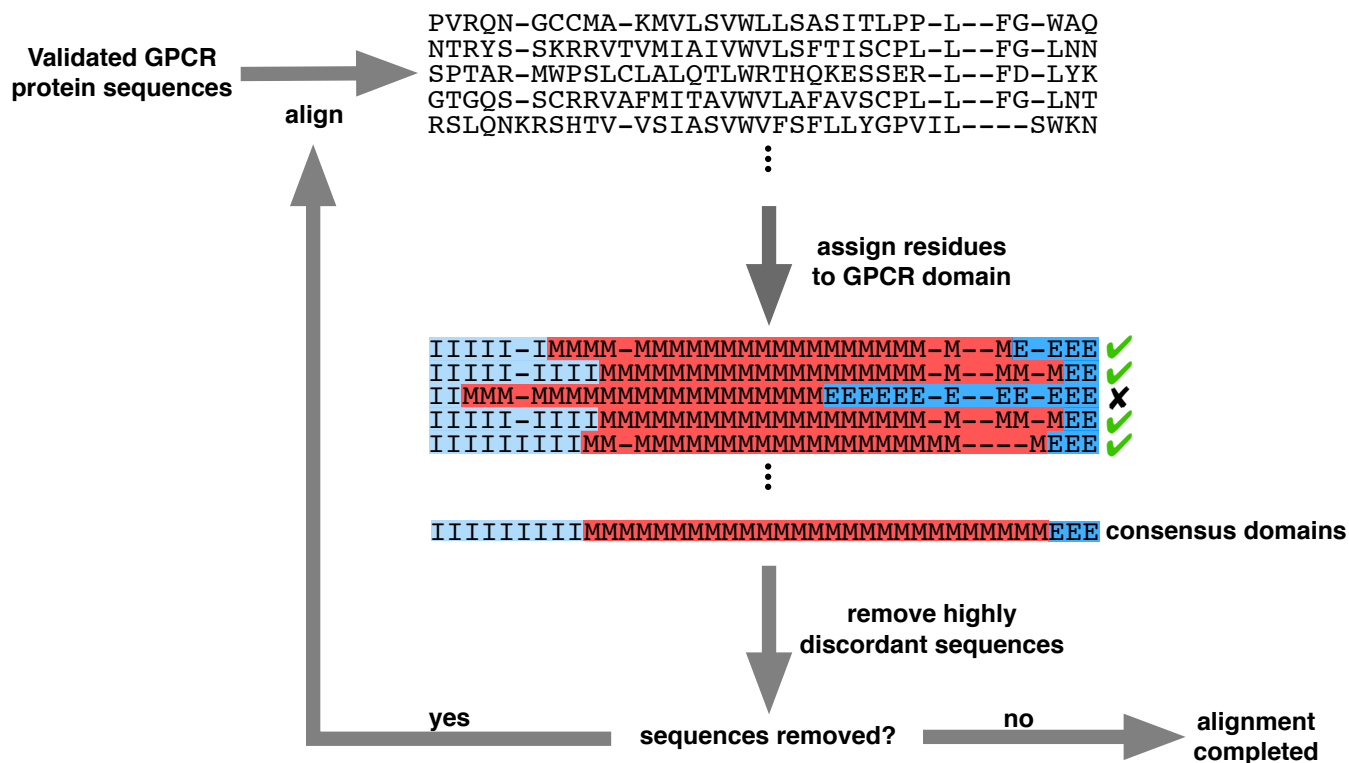 Validated GPCR
protein sequences
align
PVRQN–GCCMA–KMVLSVWLLSASITLPP–L––FG–WAQ
NTRYS–SKRRVTVMIAIVWVLSFTISCPL–L––FG–LNN
SPTAR–MWPSLCLALQTLWRTHQKESSER–L––FD–LYK
GTGQS–SCRRVAFMITAVWVLAFAVSCPL–L––FG–LNT
RSLQNKRSHTV–VSIASVWVFSFLLYGPVIL––––SWKN
assign residues
to GPCR domain
IIIII–IMMMM–MMMMMMMMMMMMMMMMM–M––ME–EEE ✔
IIIII–IIIIMMMMMMMMMMMMMMMMMMM–M––MM–MEE ✔
IIMMM–MMMMMMMMMMMMMMMMMEEEEEE–E––EE–EEE ✘
IIIII–IIIIMMMMMMMMMMMMMMMMMMM–M––MM–MEE ✔
IIIIIIIIIMM–MMMMMMMMMMMMMMMMMMM––––MEEE ✔
IIIIIIIIIMMMMMMMMMMMMMMMMMMMMMMMMMMMEEE consensus domains
remove highly
discordant sequences
yes
sequences removed?
no
alignment
completed